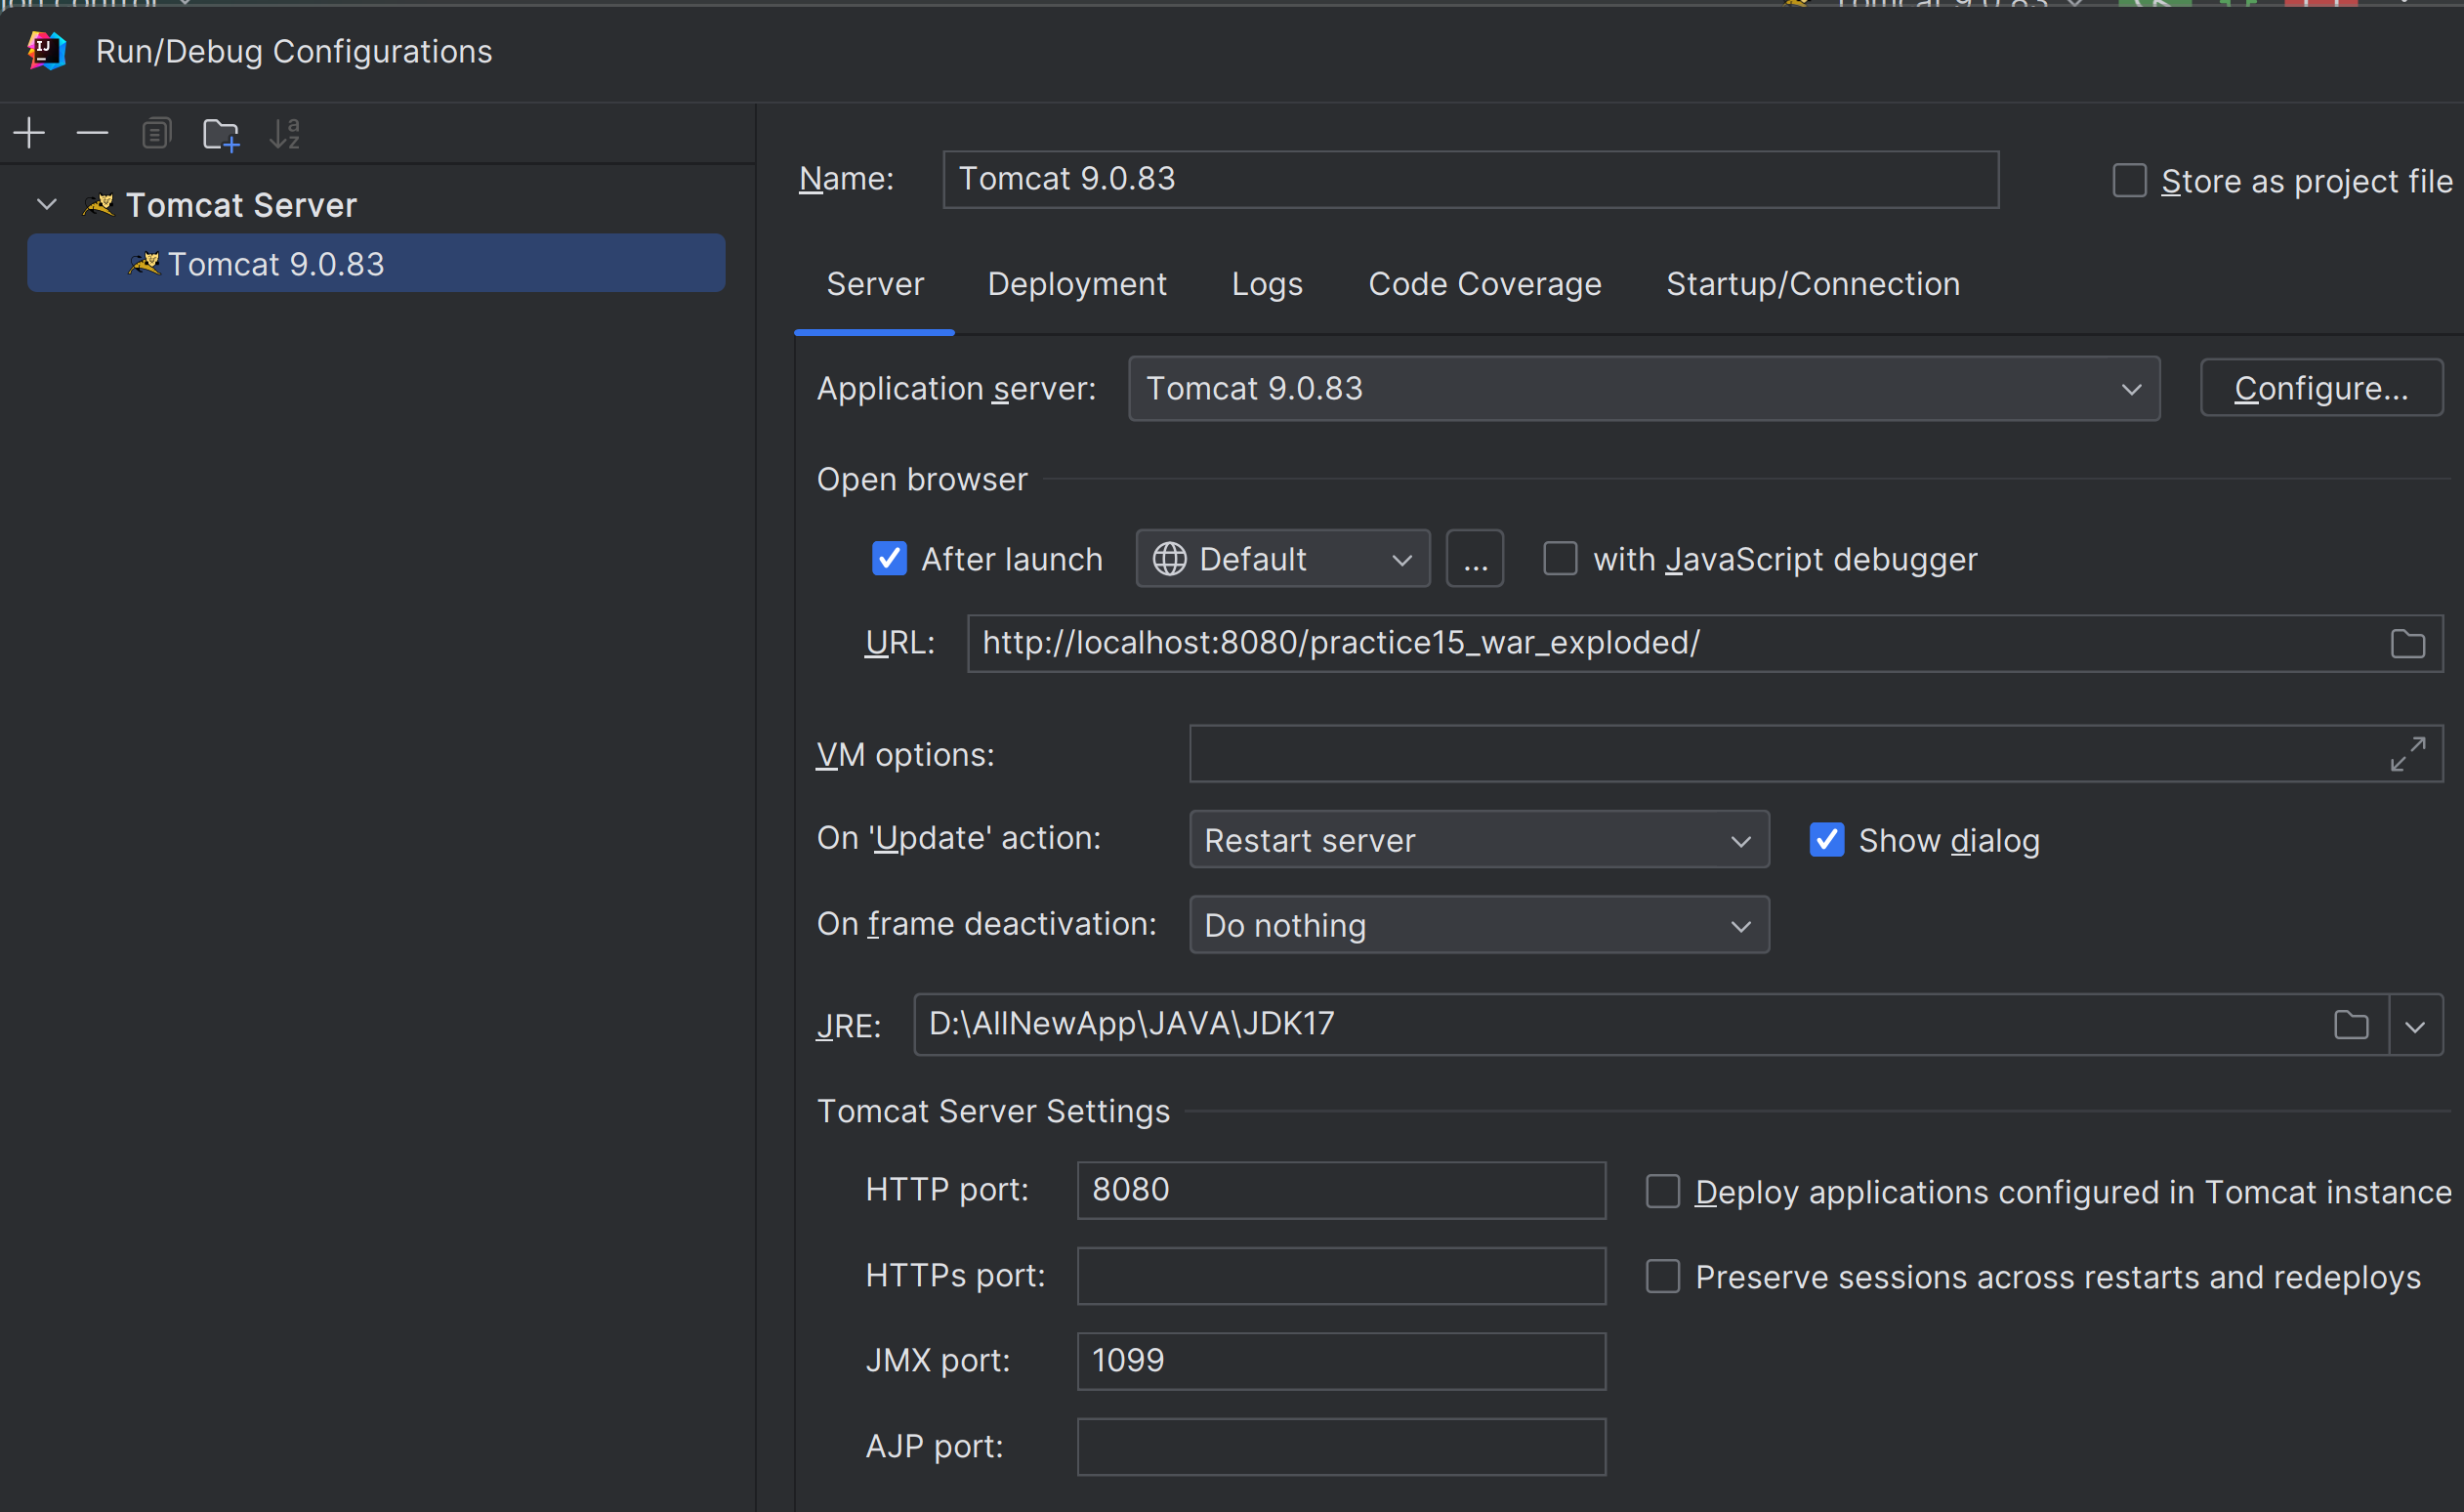 Run/Debug Configurations
Tomcat Server
Tomcat 9.0.83
Name: Tomcat 9.0.83 Store as project file
Server Deployment Logs Code Coverage Startup/Connection
Application server: Tomcat 9.0.83 Configure...
Open browser
After launch Default ... with JavaScript debugger
URL: http://localhost:8080/practice15_war_exploded/
VM options:
On 'Update' action: Restart server Show dialog
On frame deactivation: Do nothing
JRE: D:\AllNewApp\JAVA\JDK17
Tomcat Server Settings
HTTP port: 8080 Deploy applications configured in Tomcat instance
HTTPs port: Preserve sessions across restarts and redeploys
JMX port: 1099
AJP port: